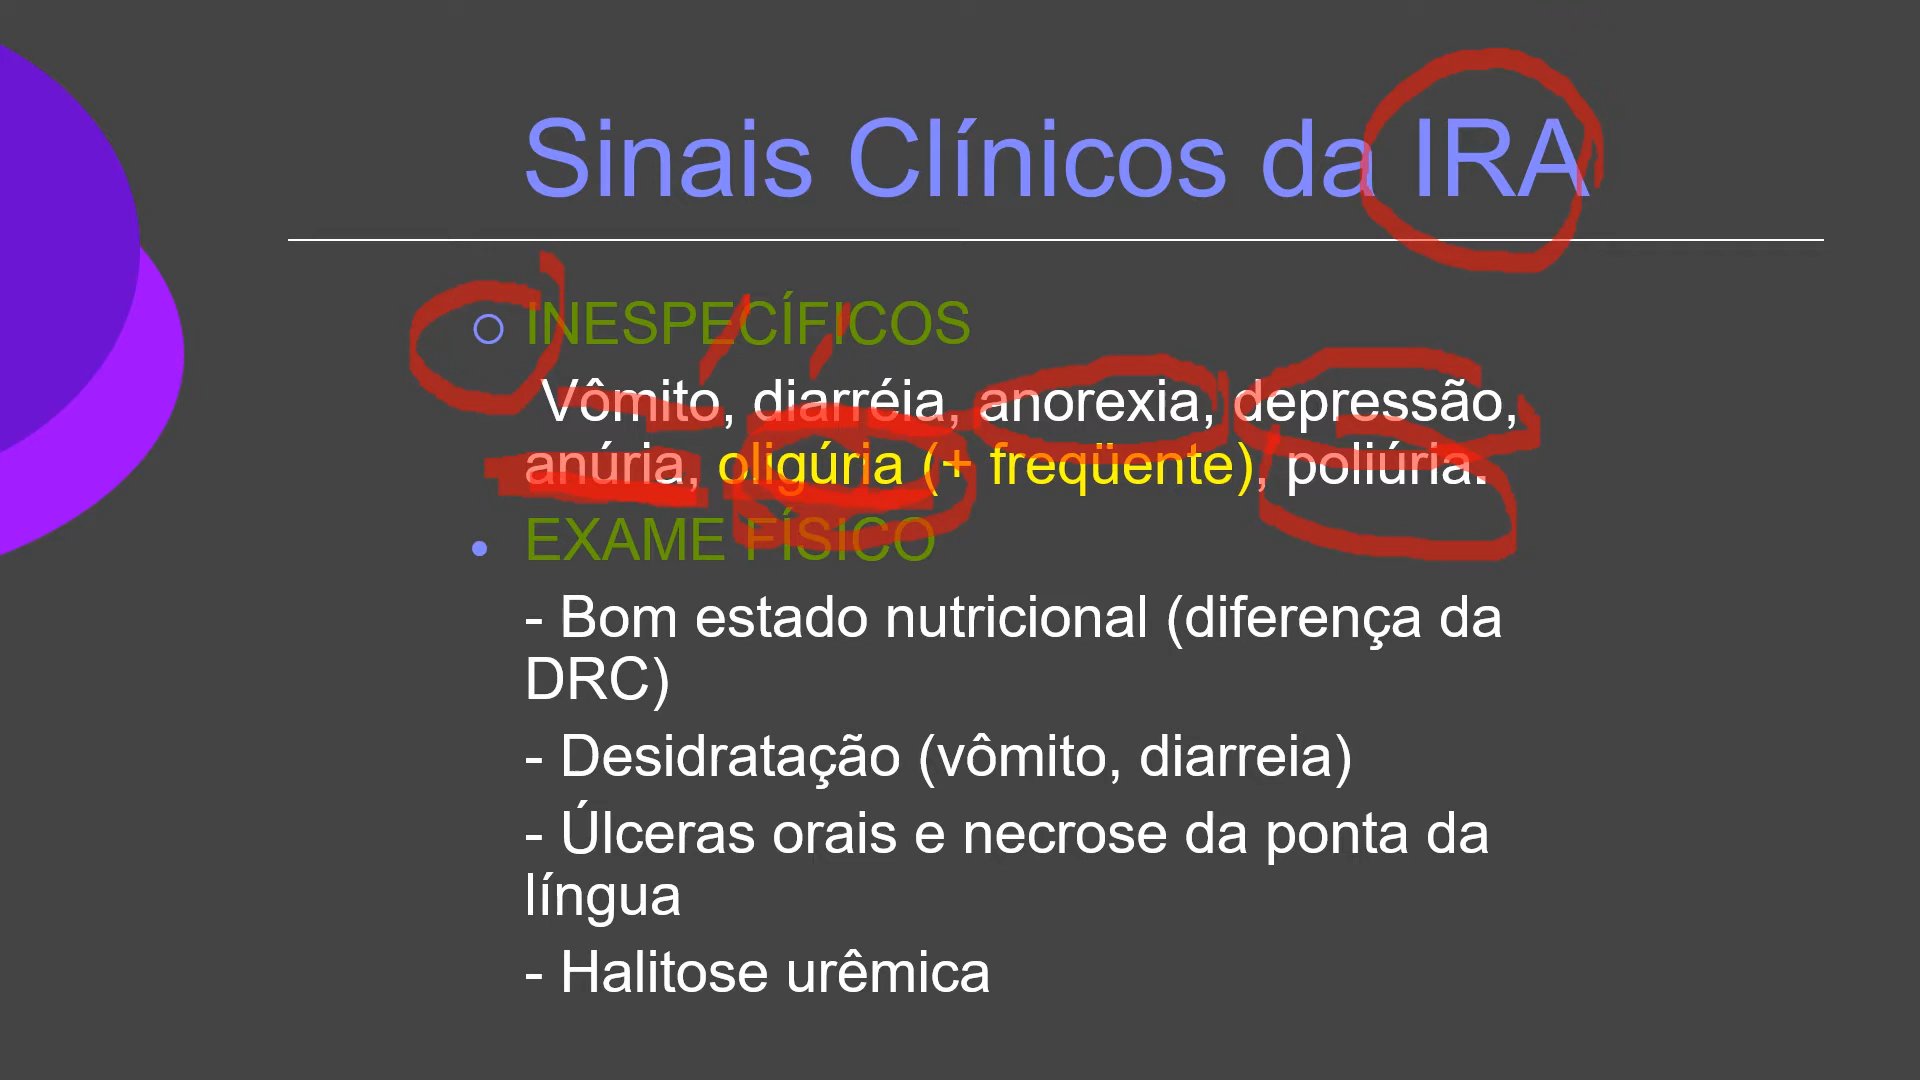 Sinais Clínicos da IRA
INESPECÍFICOS
Vômito, diarréia, anorexia, depressão,
anúria, oligúria (+ freqüente), poliúria.
EXAME FÍSICO
- Bom estado nutricional (diferença da
DRC)
- Desidratação (vômito, diarreia)
- Úlceras orais e necrose da ponta da
língua
- Halitose urêmica